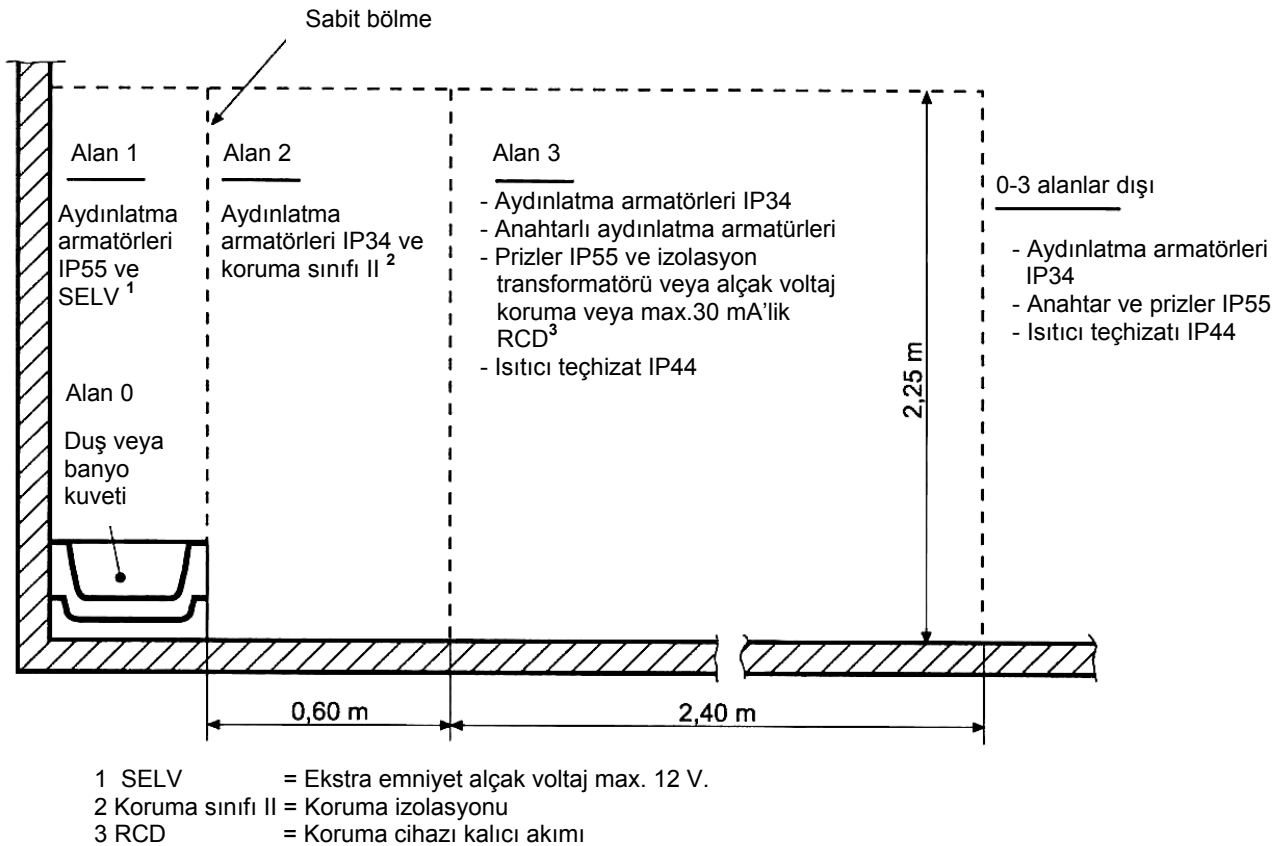 Sabit bölme
Alan 1
Aydınlatma
armatörleri
IP55 ve
SELV 1
Alan 0
Duş veya
banyo
kuveti
Alan 2
Aydınlatma
armatörleri IP34 ve
koruma sınıfı II 2
Alan 3
- Aydınlatma armatörleri IP34
- Anahtarlı aydınlatma armatürleri
- Prizler IP55 ve izolasyon
transformatörü veya alçak voltaj
koruma veya max.30 mA'lik
RCD3
- Isıtıcı teçhizat IP44
2,25 m
0-3 alanlar dışı
- Aydınlatma armatörleri
IP34
- Anahtar ve prizler IP55
- Isıtıcı teçhizatı IP44
0,60 m
2,40 m
1 SELV = Ekstra emniyet alçak voltaj max. 12 V.
2 Koruma sınıfı II = Koruma izolasyonu
3 RCD = Koruma cihazı kalıcı akımı